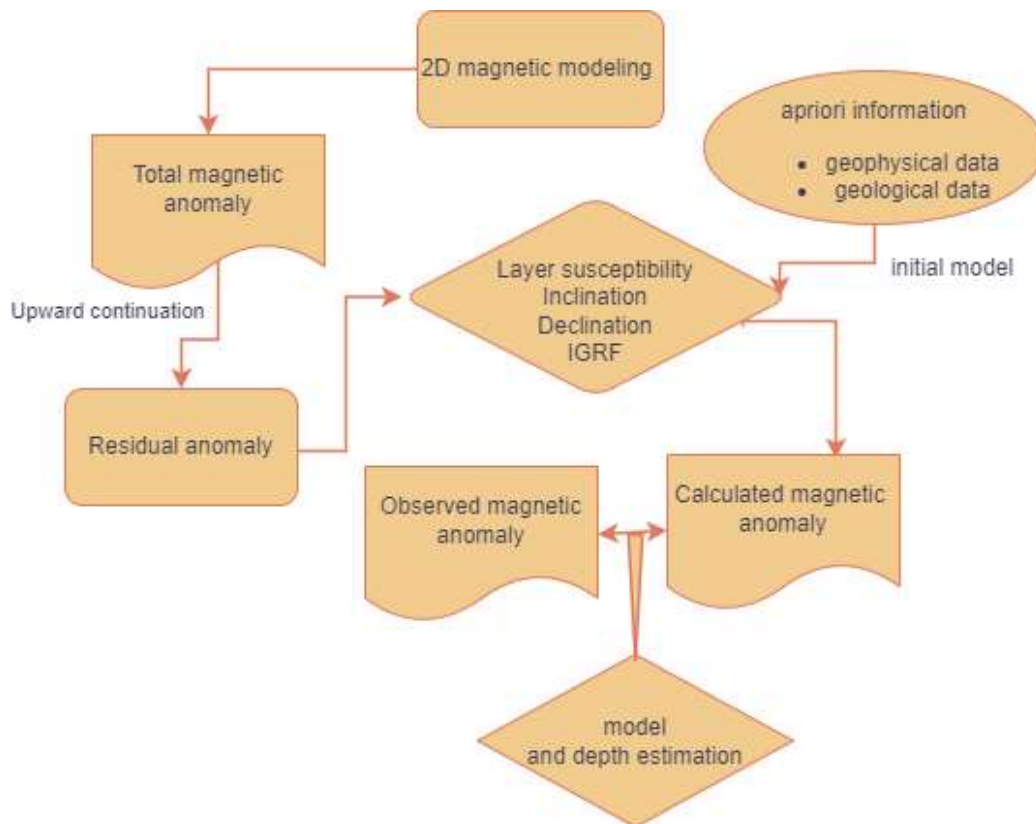 2D magnetic modeling
apriori information
• geophysical data
• geological data
Total magnetic
anomaly
Layer susceptibility
Inclination
Declination
IGRF
initial model
Upward continuation
Residual anomaly
Observed magnetic
anomaly
Calculated magnetic
anomaly
model
and depth estimation